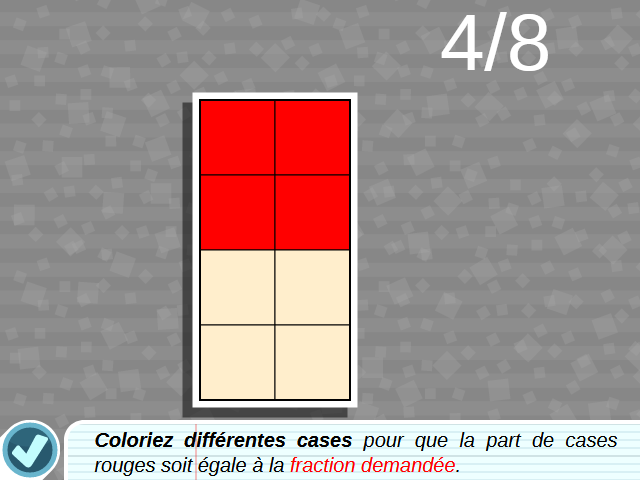 4/8
Coloriez différentes cases pour que la part de cases
rouges soit égale à la fraction demandée.